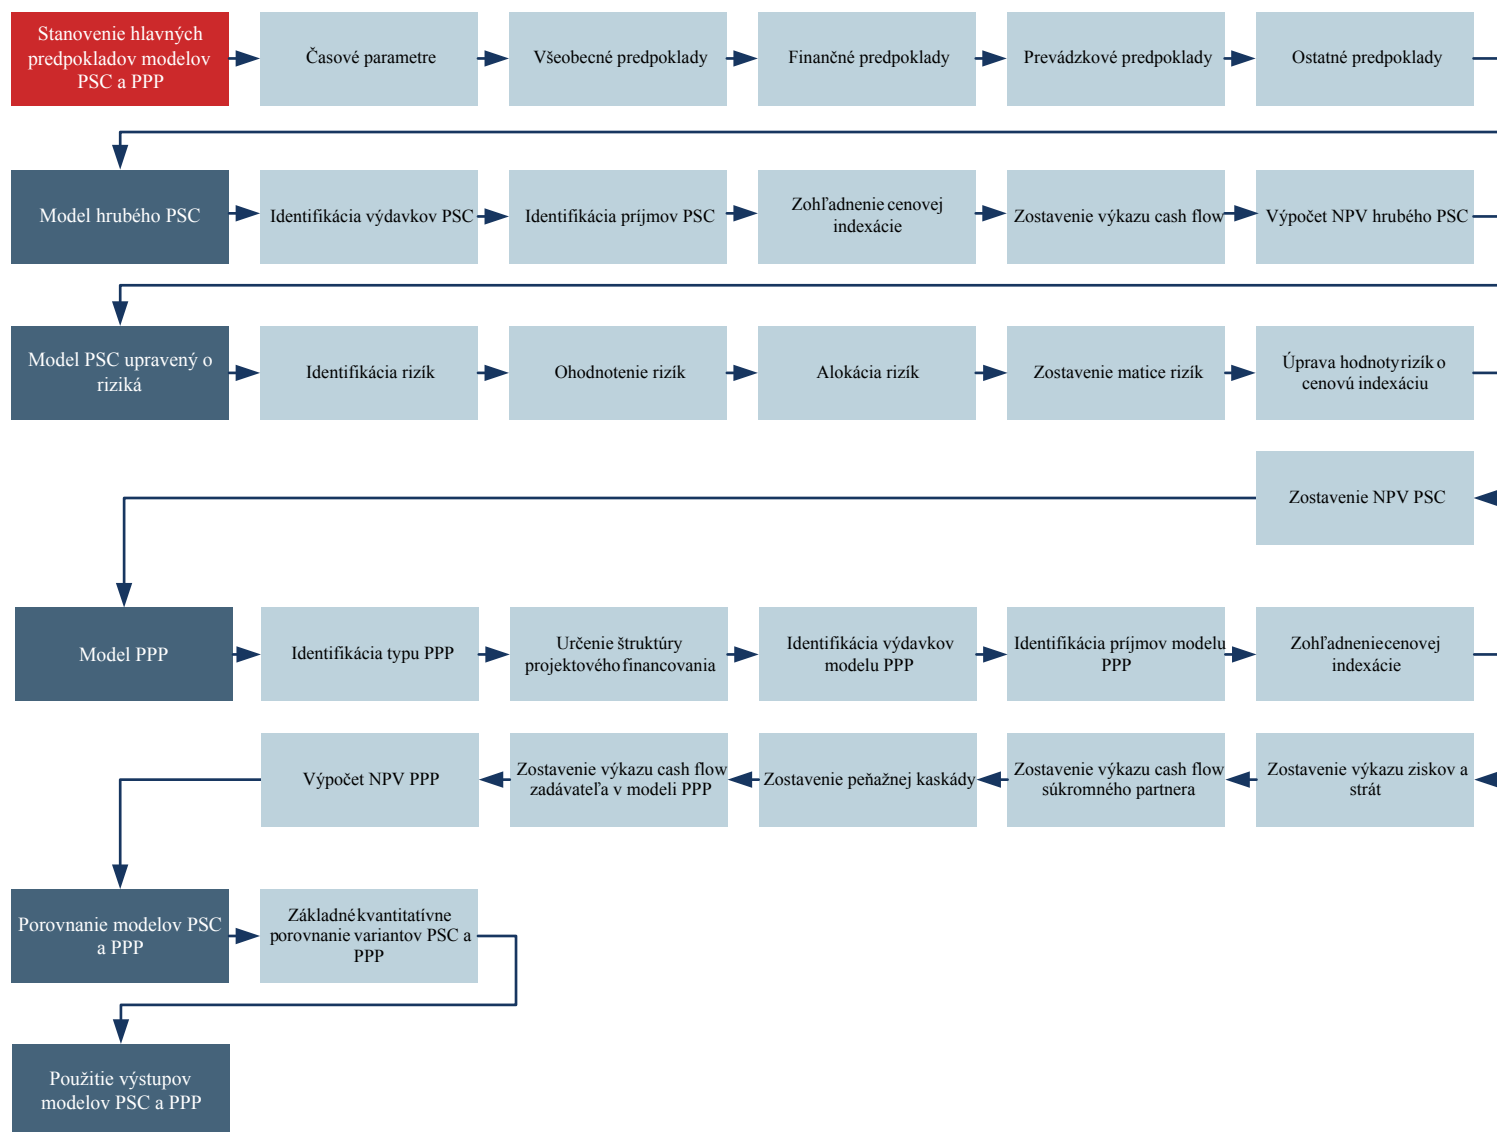 Stanovenie hlavných
predpokladov modelov
PSC a PPP
Časové parametre
Všeobecné predpoklady
Finančné predpoklady
Prevádzkové predpoklady
Ostatné predpoklady
Model hrubého PSC
Identifikácia výdavkov PSC
Identifikácia príjmov PSC
Zohľadnenie cenovej
indexácie
Zostavenie výkazu cash flow
Výpočet NPV hrubého PSC
Model PSC upravený o
riziká
Identifikácia rizík
Ohodnotenie rizík
Alokácia rizík
Zostavenie matice rizík
Úprava hodnoty rizík o
cenovú indexáciu
Zostavenie NPV PSC
Model PPP
Identifikácia typu PPP
Určenie štruktúry
projektového financovania
Identifikácia výdavkov
modelu PPP
Identifikácia príjmov modelu
PPP
Zohľadnenie cenovej
indexácie
Výpočet NPV PPP
Zostavenie výkazu cash flow
zadávateľa v modeli PPP
Zostavenie peňažnej kaskády
Zostavenie výkazu cash flow
súkromného partnera
Zostavenie výkazu ziskov a
strát
Porovnanie modelov PSC
a PPP
Základné kvantitatívne
porovnanie variantov PSC a
PPP
Použitie výstupov
modelov PSC a PPP